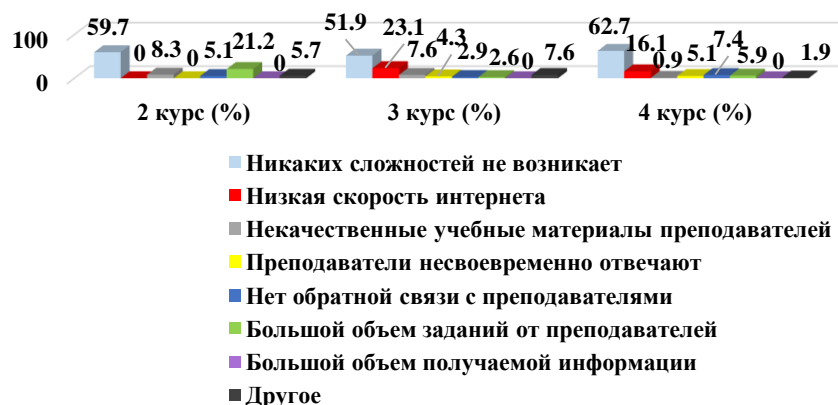 100
0
59.7 0 8.3 0 5.1 21.2 0 5.7
51.9 23.1 7.6 4.3 2.9 2.6 0 7.6
62.7 16.1 0.9 5.1 7.4 5.9 0 1.9
2 курс (%) 3 курс (%) 4 курс (%)
Никаких сложностей не возникает
Низкая скорость интернета
Некачественные учебные материалы преподавателей
Преподаватели несвоевременно отвечают
Нет обратной связи с преподавателями
Большой объем заданий от преподавателей
Большой объем получаемой информации
Другое